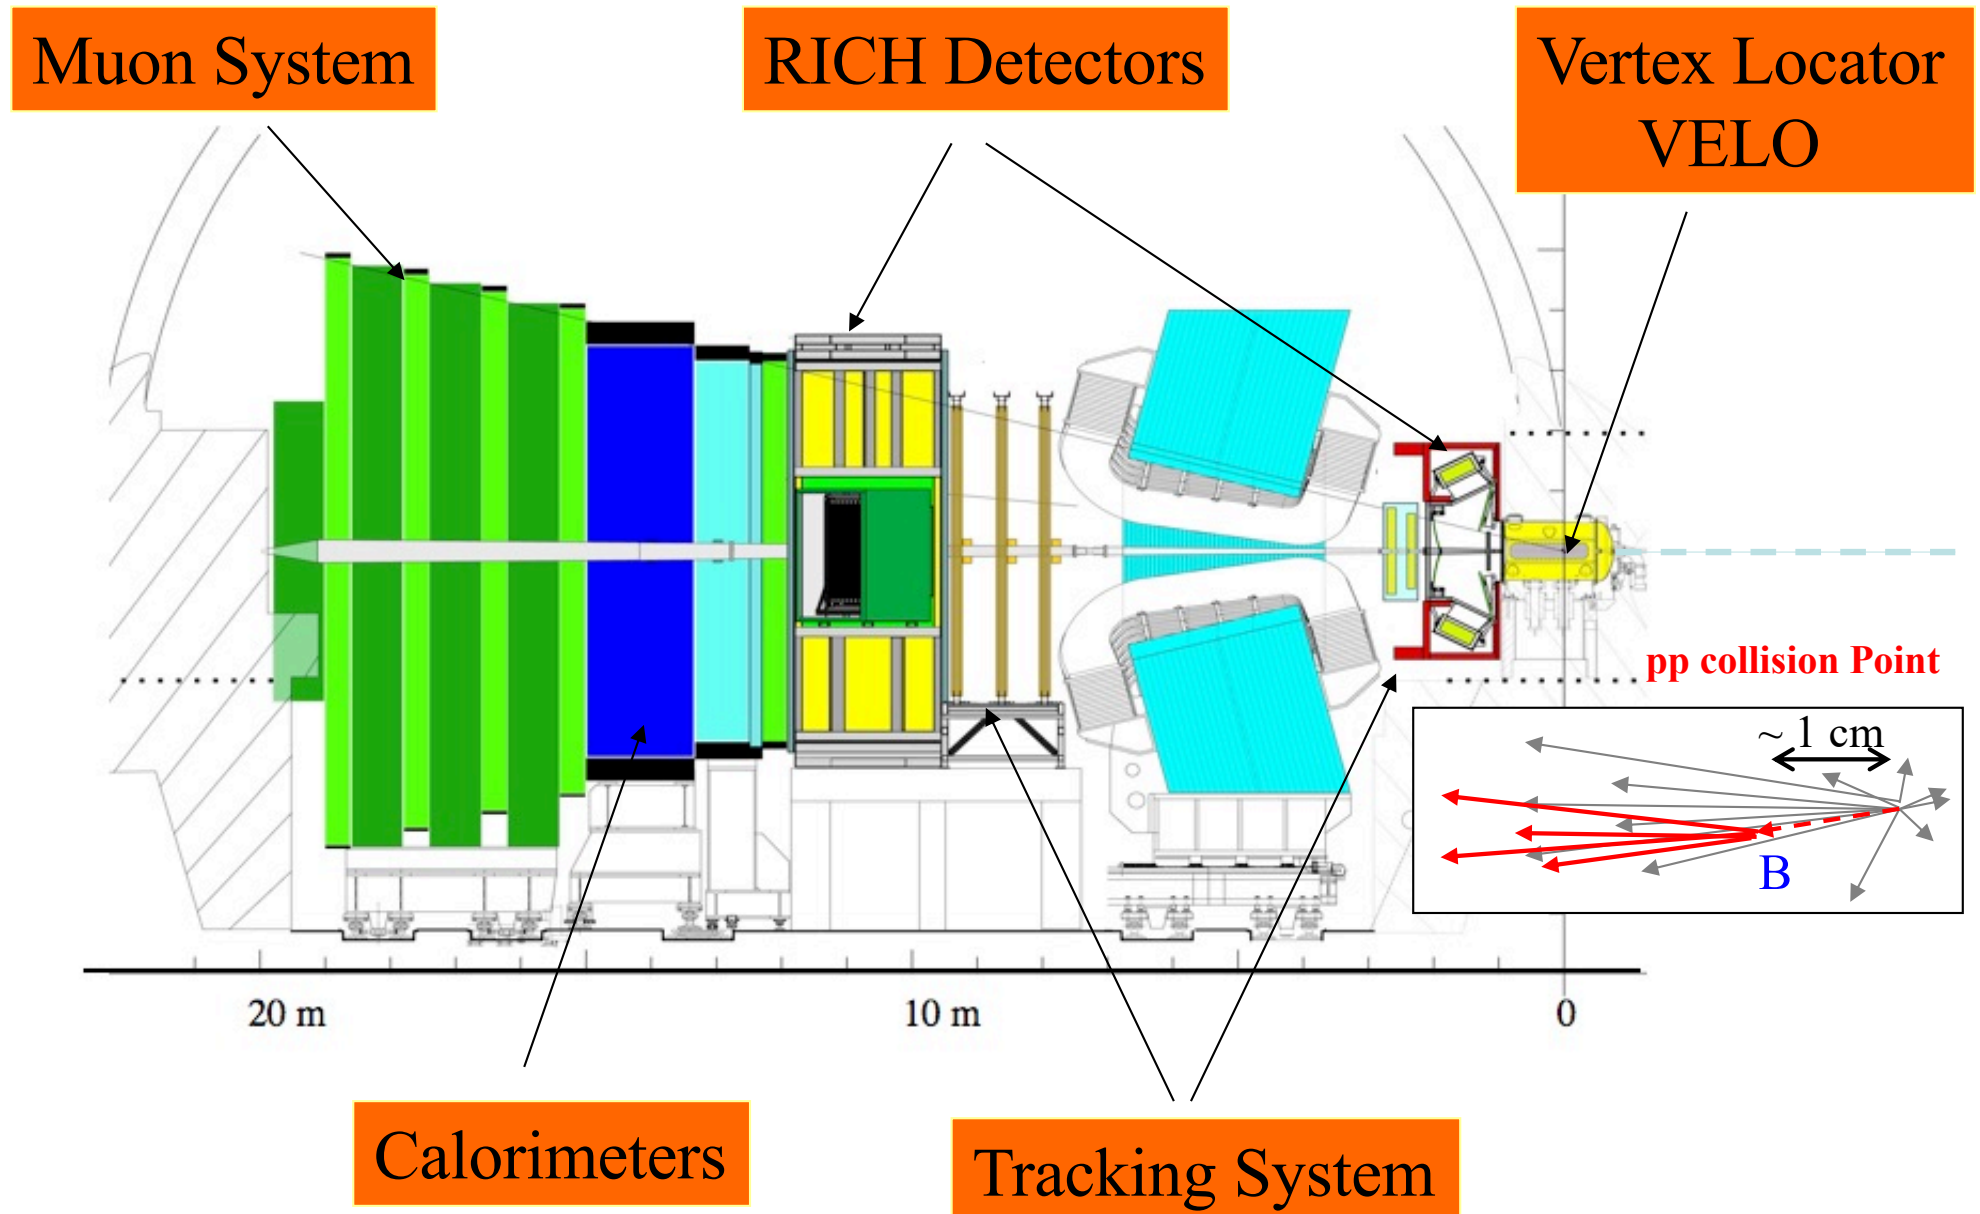 Muon System
RICH Detectors
Vertex Locator
VELO
pp collision Point
~ 1 cm
B
20 m
10 m
0
Calorimeters
Tracking System